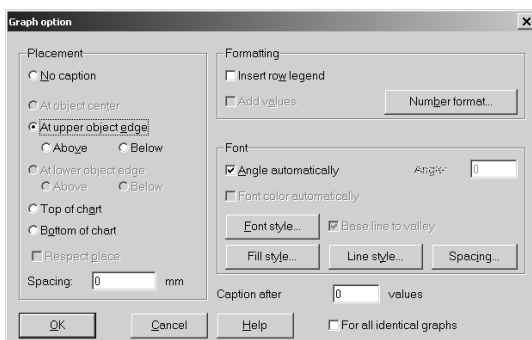 Graph option
Placement
No caption
At object center
At upper object edge
Above Below
At lower object edge
Above Below
Top of chart
Bottom of chart
Respect place
Spacing: 0 mm
Formatting
Insert row legend
Add values Number format...
Font
Angle automatically Angle: 0
Font color automatically
Font style... Base line to valley
Fill style... Line style... Spacing...
Caption after 0 values
OK Cancel Help For all identical graphs